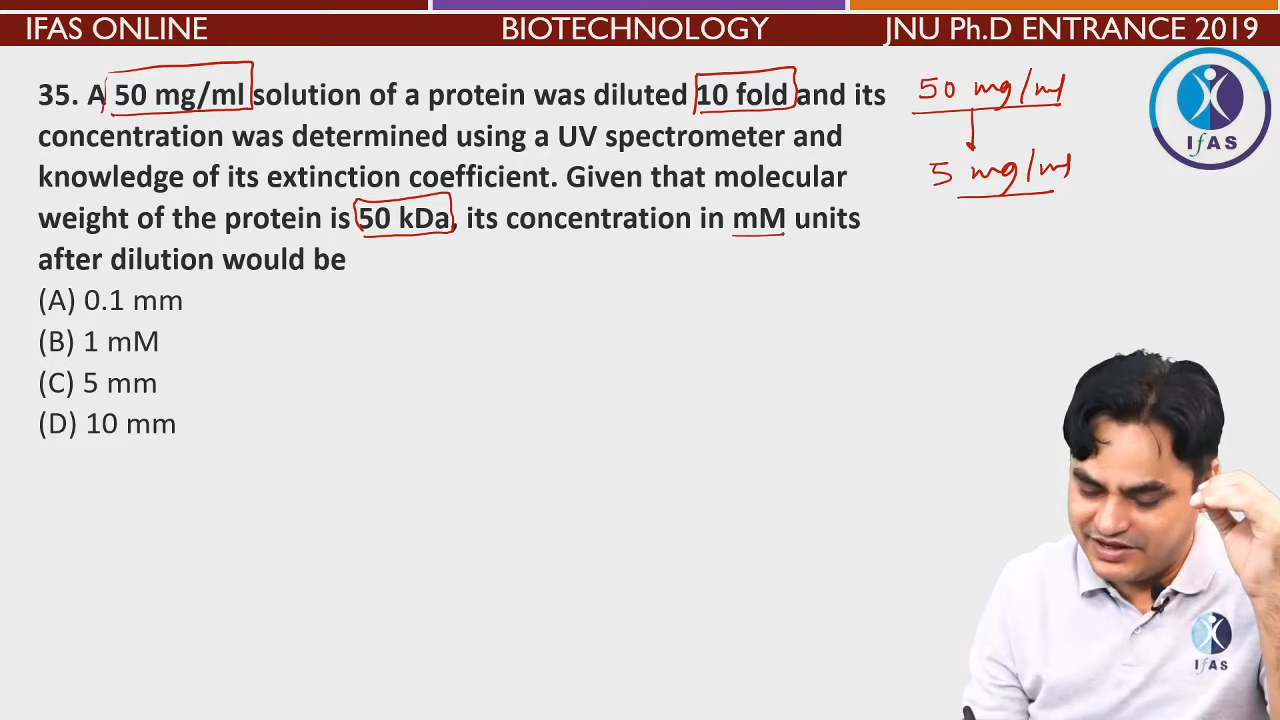 IFAS ONLINE BIOTECHNOLOGY JNU Ph.D ENTRANCE 2019
35. A 50 mg/ml solution of a protein was diluted 10 fold and its
concentration was determined using a UV spectrometer and
knowledge of its extinction coefficient. Given that molecular
weight of the protein is 50 kDa, its concentration in mM units
after dilution would be
(A) 0.1 mm
(B) 1 mM
(C) 5 mm
(D) 10 mm
50 mg/ml
5 mg/ml
IfAS
IfAS